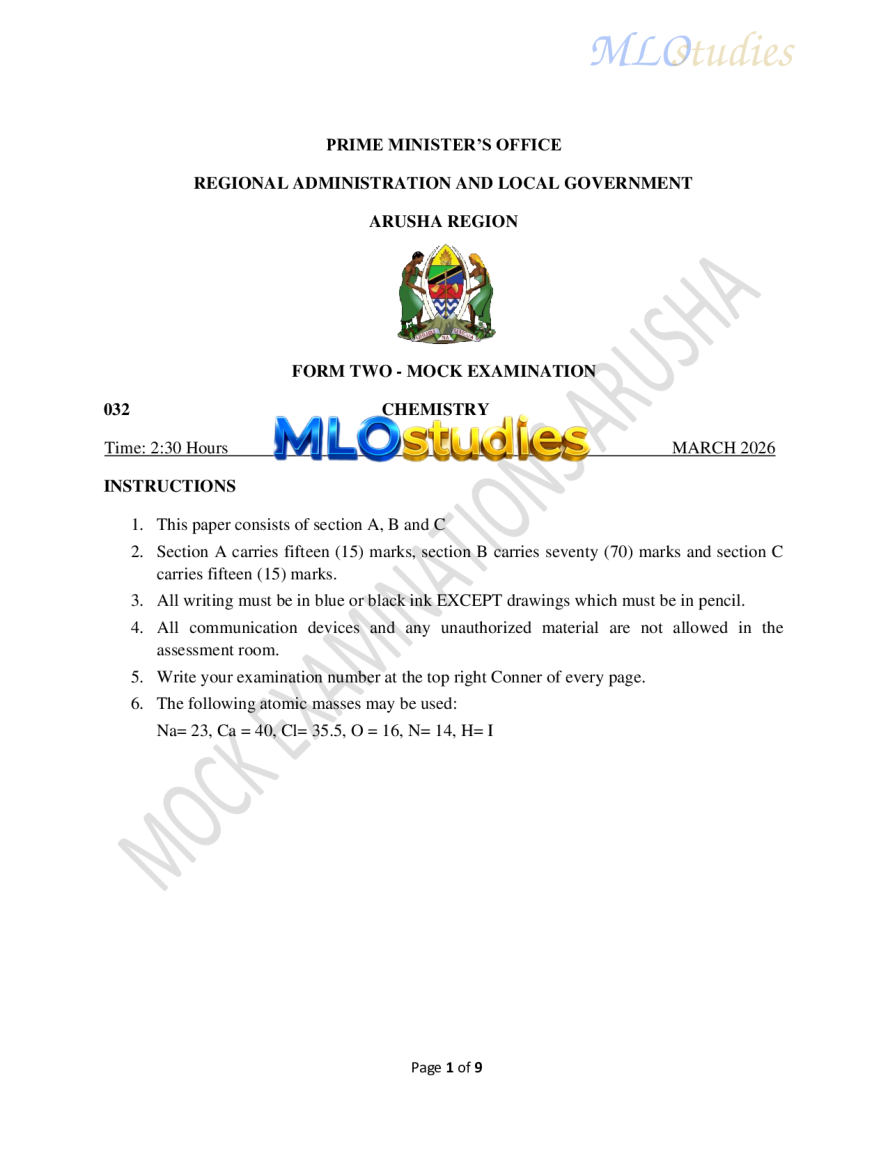 MLOstudies
PRIME MINISTER'S OFFICE
REGIONAL ADMINISTRATION AND LOCAL GOVERNMENT
ARUSHA REGION
FORM TWO - MOCK EXAMINATION
032 CHEMISTRY
MLOstudies
Time: 2:30 Hours MARCH 2026
INSTRUCTIONS
1. This paper consists of section A, B and C
2. Section A carries fifteen (15) marks, section B carries seventy (70) marks and section C
carries fifteen (15) marks.
3. All writing must be in blue or black ink EXCEPT drawings which must be in pencil.
4. All communication devices and any unauthorized material are not allowed in the
assessment room.
5. Write your examination number at the top right Conner of every page.
6. The following atomic masses may be used:
Na= 23, Ca = 40, Cl= 35.5, O = 16, N= 14, H= I
MOCK EXAMINATIONS ARUSHA
Page 1 of 9